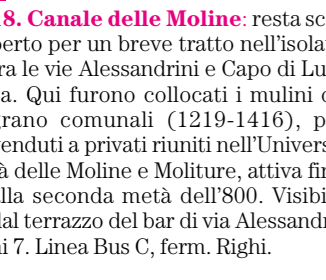 8. Canale delle Moline: resta sc
perto per un breve tratto nell'isola
ra le vie Alessandrini e Capo di Lu
a. Qui furono collocati i mulini d
grano comunali (1219-1416), p
venduti a privati riuniti nell'Univers
à delle Moline e Moliture, attiva fin
lla seconda metà dell'800. Visibi
dal terrazzo del bar di via Alessandr
i 7. Linea Bus C, ferm. Righi.